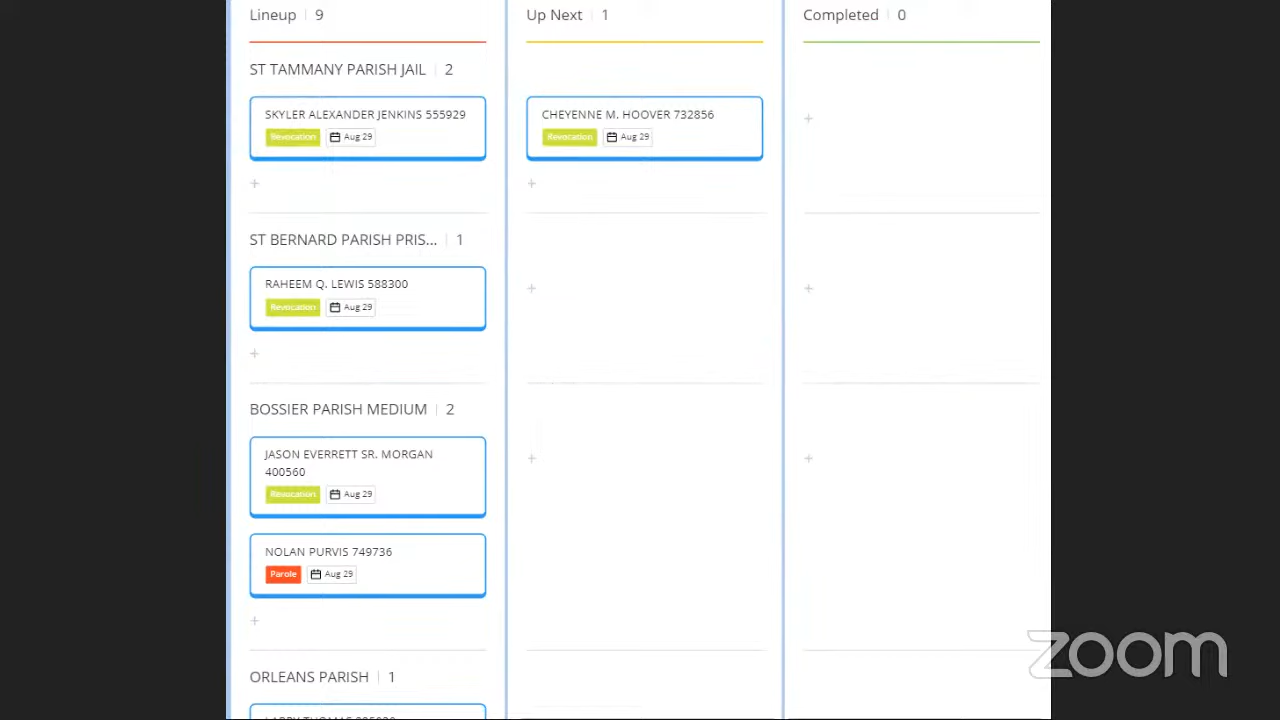 Lineup 9
Up Next 1
Completed 0
ST TAMMANY PARISH JAIL 2
SKYLER ALEXANDER JENKINS 555929
Revocation Aug 29
CHEYENNE M. HOOVER 732856
Revocation Aug 29
+
+
+
ST BERNARD PARISH PRIS... 1
RAHEEM Q. LEWIS 588300
Revocation Aug 29
+
+
+
BOSSIER PARISH MEDIUM 2
JASON EVERRETT SR. MORGAN
400560
Revocation Aug 29
+
+
NOLAN PURVIS 749736
Parole Aug 29
+
ORLEANS PARISH 1
zoom